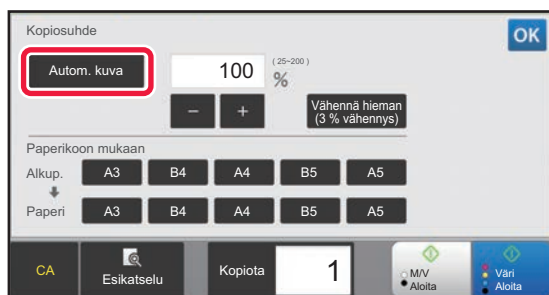 Kopiosuhde
OK
Autom. kuva
100
(25~200)
%
−
+
Vähennä hieman
(3 % vähennys)
Paperikoon mukaan
Alkup.
A3
B4
A4
B5
A5
Paperi
A3
B4
A4
B5
A5
CA
Esikatselu
Kopiota
1
M/V
Aloita
Väri
Aloita